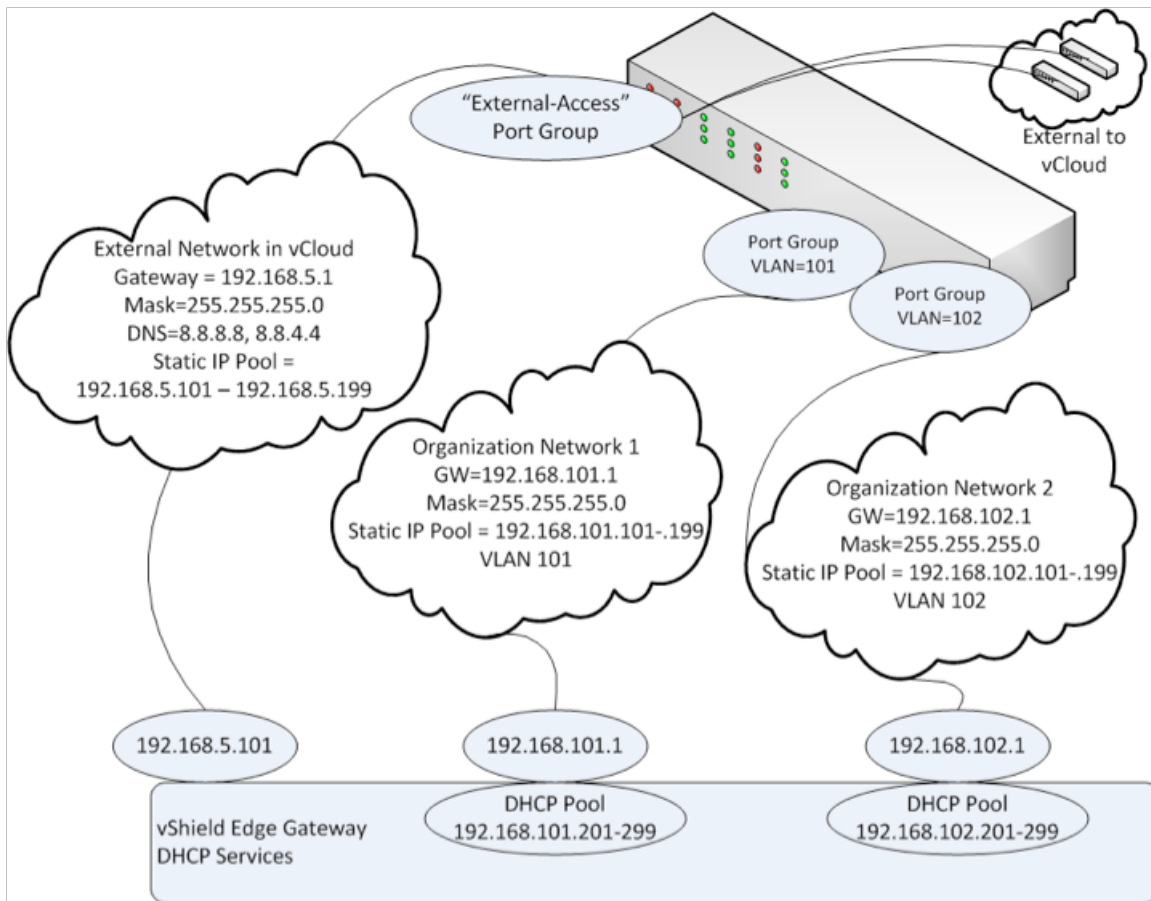 “External-Access”
Port Group
External to
vCloud
Port Group
VLAN=101
Port Group
VLAN=102
External Network in vCloud
Gateway = 192.168.5.1
Mask=255.255.255.0
DNS=8.8.8.8, 8.8.4.4
Static IP Pool =
192.168.5.101 – 192.168.5.199
Organization Network 1
GW=192.168.101.1
Mask=255.255.255.0
Static IP Pool = 192.168.101.101-.199
VLAN 101
Organization Network 2
GW=192.168.102.1
Mask=255.255.255.0
Static IP Pool = 192.168.102.101-.199
VLAN 102
192.168.5.101
192.168.101.1
192.168.102.1
vShield Edge Gateway
DHCP Services
DHCP Pool
192.168.101.201-299
DHCP Pool
192.168.102.201-299